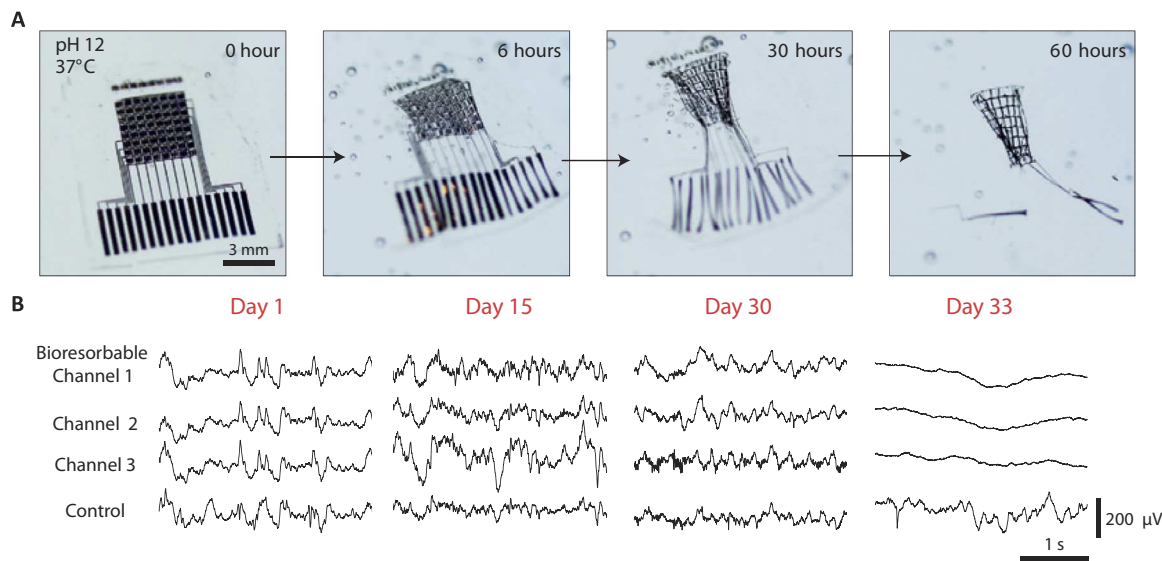 A
pH 12
37°C
0 hour
6 hours
30 hours
60 hours
3 mm
B
Day 1
Day 15
Day 30
Day 33
Bioresorbable
Channel 1
Channel 2
Channel 3
Control
200 µV
1 s